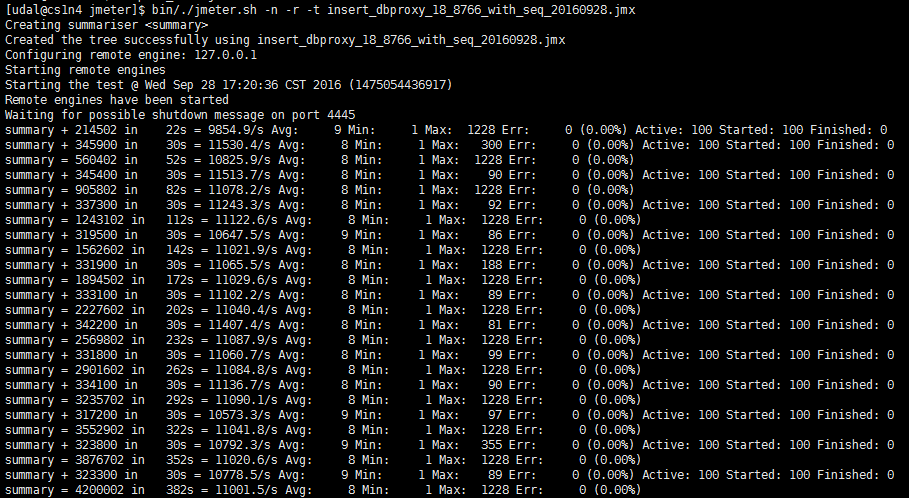 [udal@cs1n4 jmeter]$ bin/./jmeter.sh -n -r -t insert_dbproxy_18_8766_with_seq_20160928.jmx
Creating summariser <summary>
Created the tree successfully using insert_dbproxy_18_8766_with_seq_20160928.jmx
Configuring remote engine: 127.0.0.1
Starting remote engines
Starting the test @ Wed Sep 28 17:20:36 CST 2016 (1475054436917)
Remote engines have been started
Waiting for possible shutdown message on port 4445
summary + 214502 in    22s = 9854.9/s Avg:     9 Min:     1 Max:  1228 Err:     0 (0.00%) Active: 100 Started: 100 Finished: 0
summary + 345900 in    30s = 11530.4/s Avg:     8 Min:     1 Max:   300 Err:     0 (0.00%) Active: 100 Started: 100 Finished: 0
summary = 560402 in    52s = 10825.9/s Avg:     8 Min:     1 Max:  1228 Err:     0 (0.00%)
summary + 345400 in    30s = 11513.7/s Avg:     8 Min:     1 Max:    90 Err:     0 (0.00%) Active: 100 Started: 100 Finished: 0
summary = 905802 in    82s = 11078.2/s Avg:     8 Min:     1 Max:  1228 Err:     0 (0.00%)
summary + 337300 in    30s = 11243.3/s Avg:     8 Min:     1 Max:    92 Err:     0 (0.00%) Active: 100 Started: 100 Finished: 0
summary = 1243102 in   112s = 11122.6/s Avg:     8 Min:     1 Max:  1228 Err:     0 (0.00%)
summary + 319500 in    30s = 10647.5/s Avg:     9 Min:     1 Max:    86 Err:     0 (0.00%) Active: 100 Started: 100 Finished: 0
summary = 1562602 in   142s = 11021.9/s Avg:     8 Min:     1 Max:  1228 Err:     0 (0.00%)
summary + 331900 in    30s = 11065.5/s Avg:     8 Min:     1 Max:   188 Err:     0 (0.00%) Active: 100 Started: 100 Finished: 0
summary = 1894502 in   172s = 11029.6/s Avg:     8 Min:     1 Max:  1228 Err:     0 (0.00%)
summary + 333100 in    30s = 11102.2/s Avg:     8 Min:     1 Max:    89 Err:     0 (0.00%) Active: 100 Started: 100 Finished: 0
summary = 2227602 in   202s = 11040.4/s Avg:     8 Min:     1 Max:  1228 Err:     0 (0.00%)
summary + 342200 in    30s = 11407.4/s Avg:     8 Min:     1 Max:    81 Err:     0 (0.00%) Active: 100 Started: 100 Finished: 0
summary = 2569802 in   232s = 11087.9/s Avg:     8 Min:     1 Max:  1228 Err:     0 (0.00%)
summary + 331800 in    30s = 11060.7/s Avg:     8 Min:     1 Max:    99 Err:     0 (0.00%) Active: 100 Started: 100 Finished: 0
summary = 2901602 in   262s = 11084.8/s Avg:     8 Min:     1 Max:  1228 Err:     0 (0.00%)
summary + 334100 in    30s = 11136.7/s Avg:     8 Min:     1 Max:    90 Err:     0 (0.00%) Active: 100 Started: 100 Finished: 0
summary = 3235702 in   292s = 11090.1/s Avg:     8 Min:     1 Max:  1228 Err:     0 (0.00%)
summary + 317200 in    30s = 10573.3/s Avg:     9 Min:     1 Max:    97 Err:     0 (0.00%) Active: 100 Started: 100 Finished: 0
summary = 3552902 in   322s = 11041.8/s Avg:     8 Min:     1 Max:  1228 Err:     0 (0.00%)
summary + 323800 in    30s = 10792.3/s Avg:     9 Min:     1 Max:   355 Err:     0 (0.00%) Active: 100 Started: 100 Finished: 0
summary = 3876702 in   352s = 11020.6/s Avg:     8 Min:     1 Max:  1228 Err:     0 (0.00%)
summary + 323300 in    30s = 10778.5/s Avg:     9 Min:     1 Max:    89 Err:     0 (0.00%) Active: 100 Started: 100 Finished: 0
summary = 4200002 in   382s = 11001.5/s Avg:     8 Min:     1 Max:  1228 Err:     0 (0.00%)